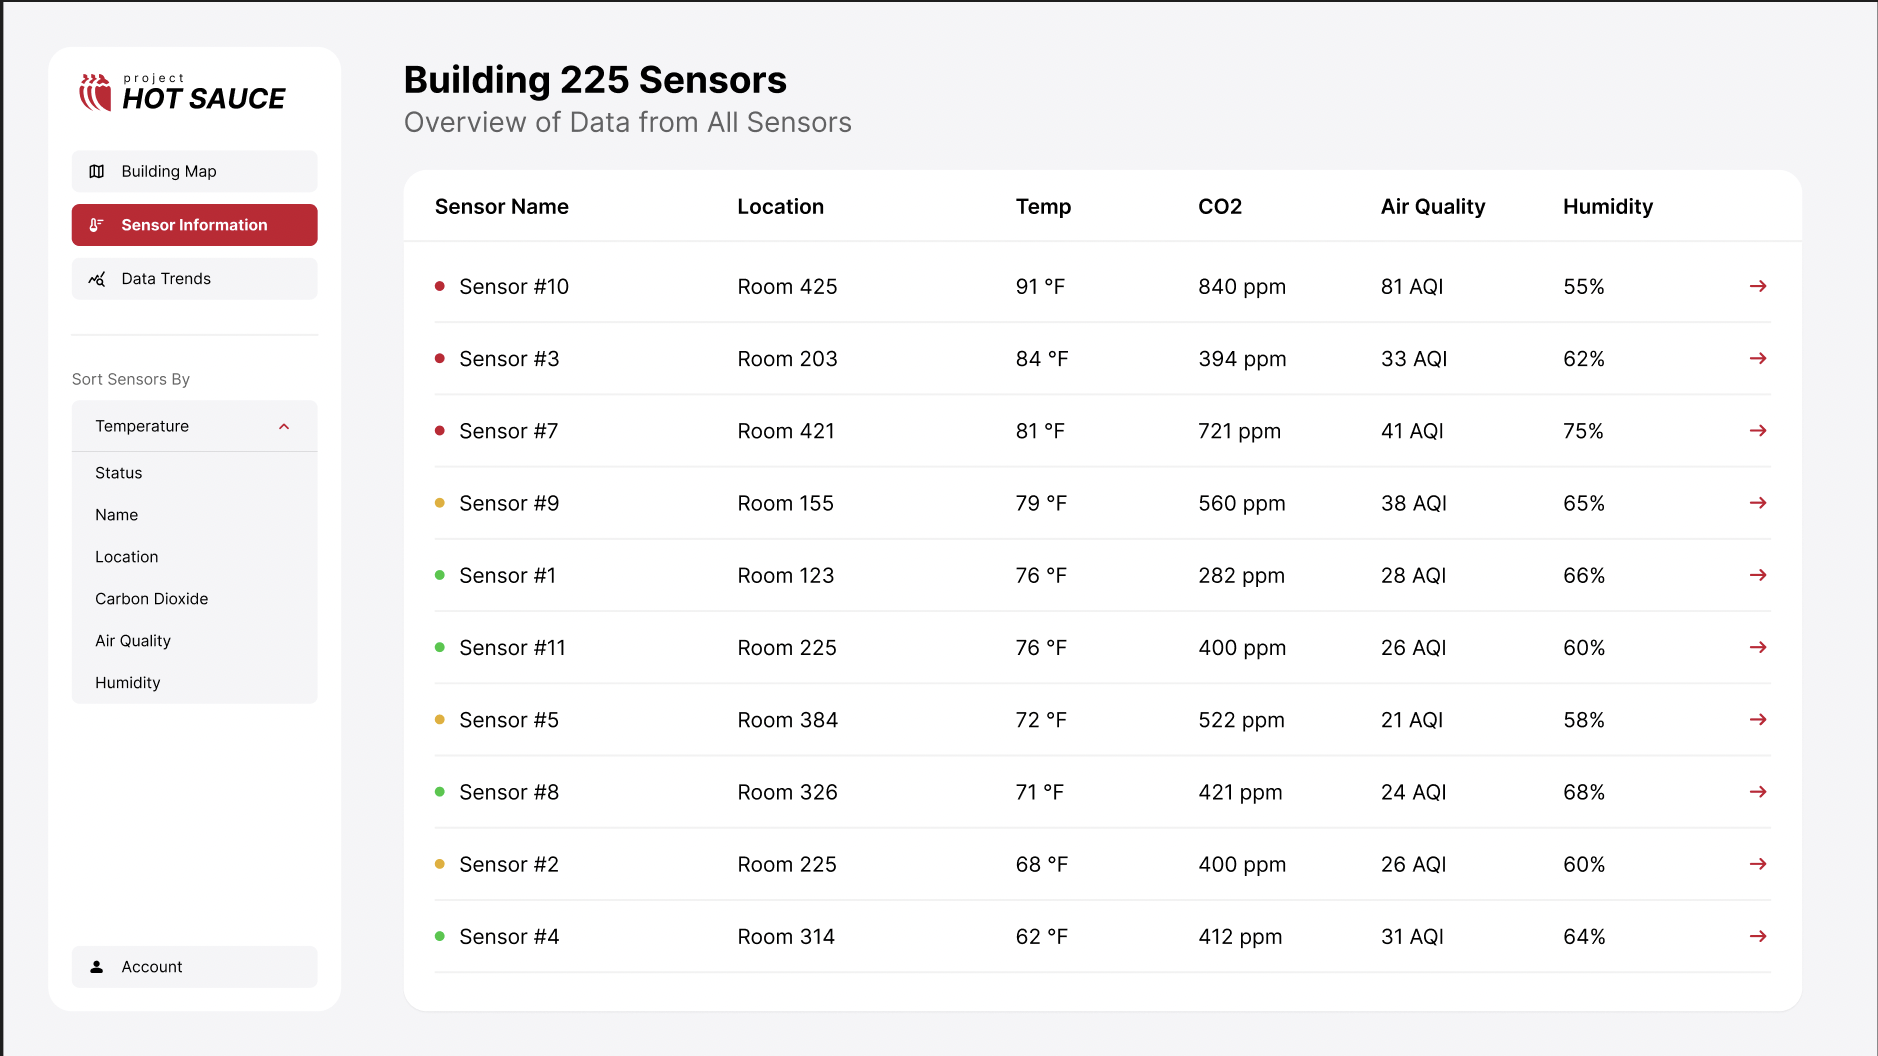 project
HOT SAUCE
Building Map
Sensor Information
Data Trends
Sort Sensors By
Temperature
Status
Name
Location
Carbon Dioxide
Air Quality
Humidity
Account
Building 225 Sensors
Overview of Data from All Sensors
Sensor Name Location Temp CO2 Air Quality Humidity
Sensor #10 Room 425 91 °F 840 ppm 81 AQI 55%
Sensor #3 Room 203 84 °F 394 ppm 33 AQI 62%
Sensor #7 Room 421 81 °F 721 ppm 41 AQI 75%
Sensor #9 Room 155 79 °F 560 ppm 38 AQI 65%
Sensor #1 Room 123 76 °F 282 ppm 28 AQI 66%
Sensor #11 Room 225 76 °F 400 ppm 26 AQI 60%
Sensor #5 Room 384 72 °F 522 ppm 21 AQI 58%
Sensor #8 Room 326 71 °F 421 ppm 24 AQI 68%
Sensor #2 Room 225 68 °F 400 ppm 26 AQI 60%
Sensor #4 Room 314 62 °F 412 ppm 31 AQI 64%